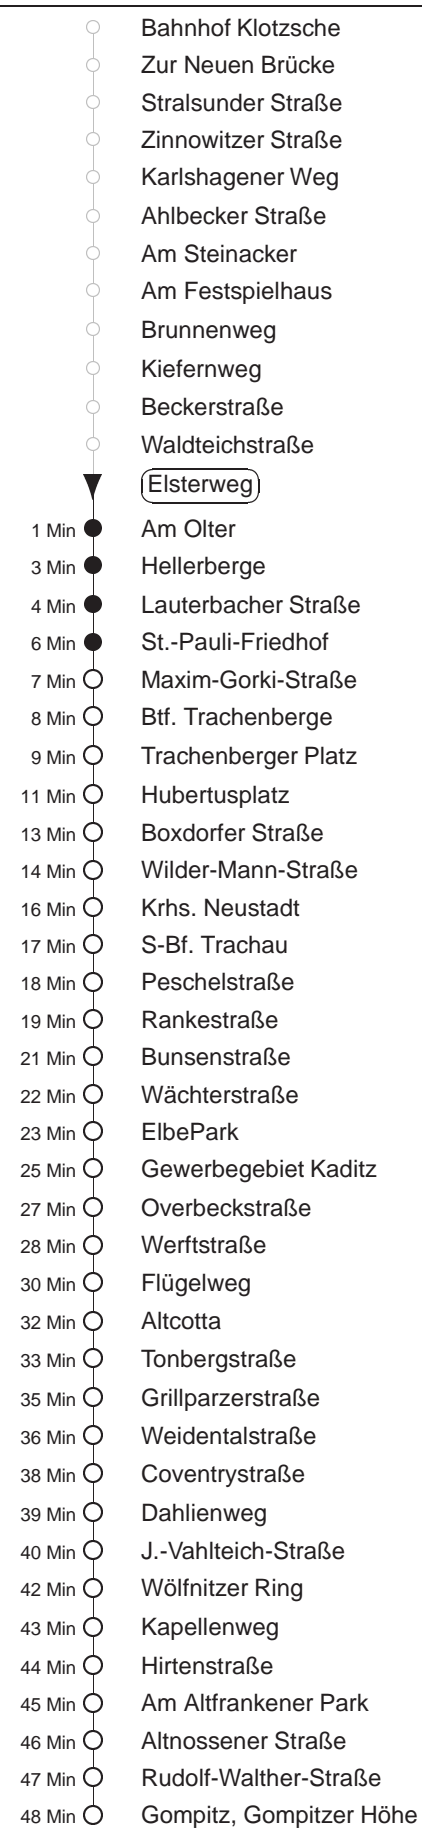 Bahnhof Klotzsche
Zur Neuen Brücke
Stralsunder Straße
Zinnowitzer Straße
Karlshagener Weg
Ahlbecker Straße
Am Steinacker
Am Festspielhaus
Brunnenweg
Kiefernweg
Beckerstraße
Waldteichstraße
Elsterweg
1 Min Am Olter
3 Min Hellerberge
4 Min Lauterbacher Straße
6 Min St.-Pauli-Friedhof
7 Min Maxim-Gorki-Straße
8 Min Btf. Trachenberge
9 Min Trachenberger Platz
11 Min Hubertusplatz
13 Min Boxdorfer Straße
14 Min Wilder-Mann-Straße
16 Min Krhs. Neustadt
17 Min S-Bf. Trachau
18 Min Peschelstraße
19 Min Rankestraße
21 Min Bunsenstraße
22 Min Wächterstraße
23 Min ElbePark
25 Min Gewerbegebiet Kaditz
27 Min Overbeckstraße
28 Min Werftstraße
30 Min Flügelweg
32 Min Altcotta
33 Min Tonbergstraße
35 Min Grillparzerstraße
36 Min Weidentalstraße
38 Min Coventrystraße
39 Min Dahlienweg
40 Min J.-Vahlteich-Straße
42 Min Wölfnitzer Ring
43 Min Kapellenweg
44 Min Hirtenstraße
45 Min Am Altfrankener Park
46 Min Altnossener Straße
47 Min Rudolf-Walther-Straße
48 Min Gompitz, Gompitzer Höhe